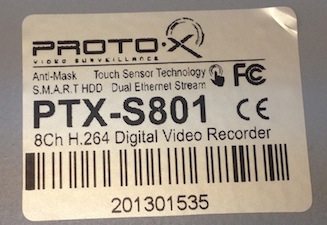 PROTO-X
VIDEO SURVEILLANCE
Anti-Mask Touch Sensor Technology
S.M.A.R.T HDD Dual Ethernet Stream
FC
PTX-S801 CE
8Ch H.264 Digital Video Recorder
201301535